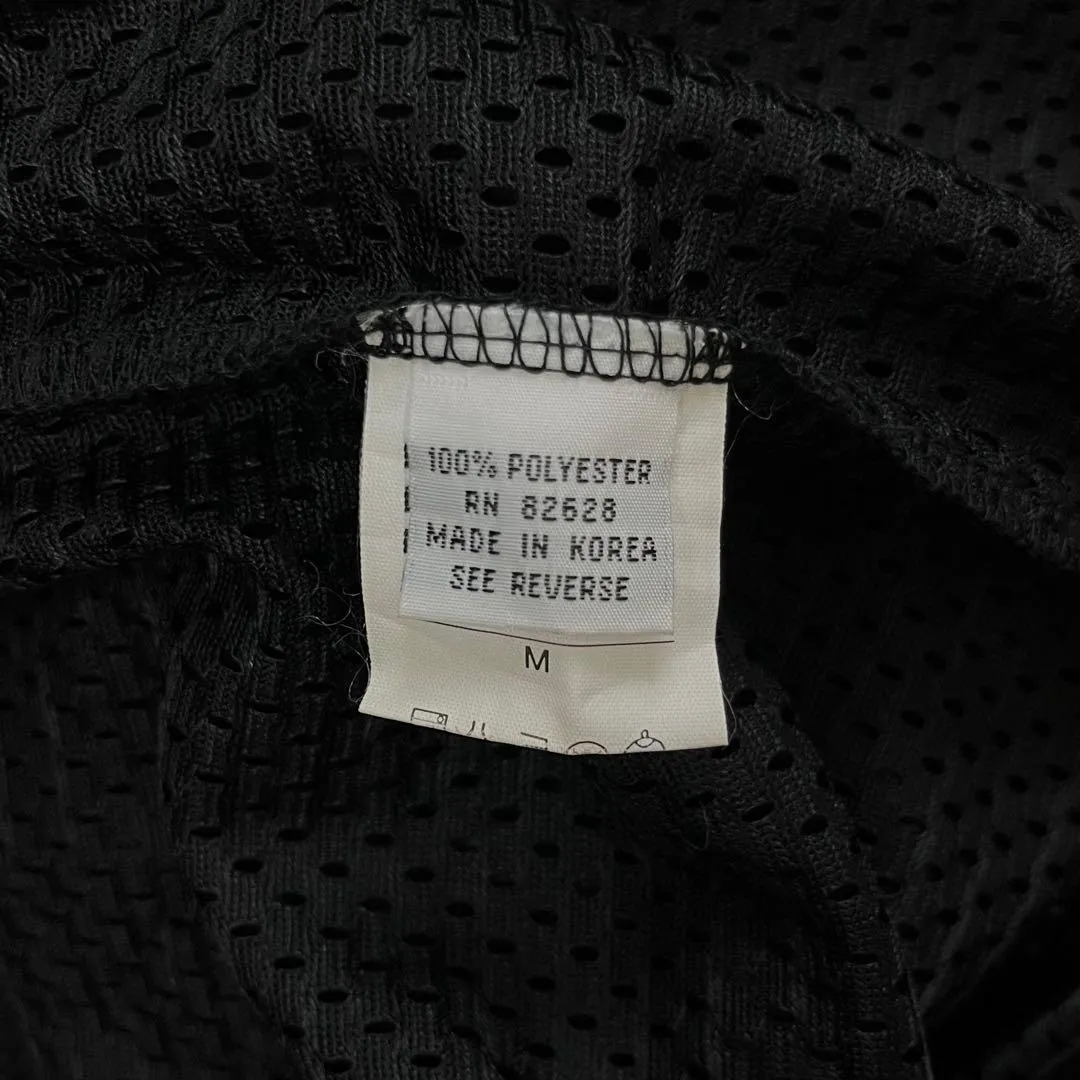 100% POLYESTER
RN 82628
MADE IN KOREA
SEE REVERSE
M